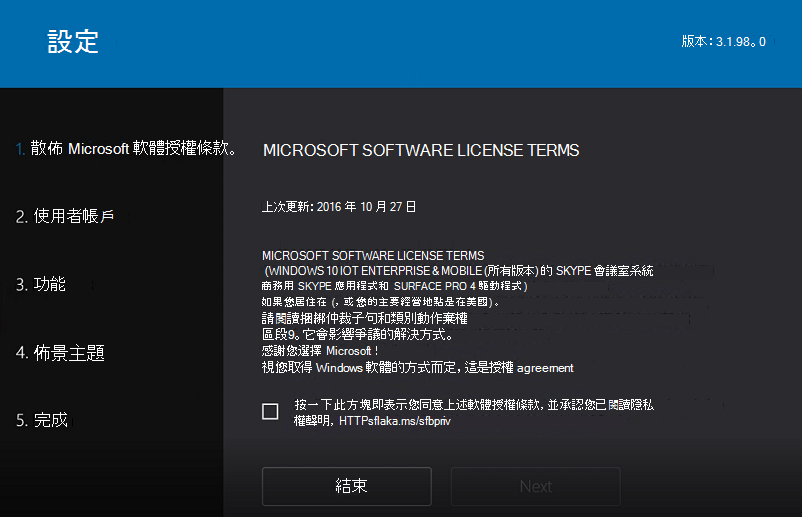 設定
版本：3.1.98。0
1. 散佈 Microsoft 軟體授權條款。
2. 使用者帳戶
3. 功能
4. 佈景主題
5. 完成
MICROSOFT SOFTWARE LICENSE TERMS
上次更新：2016 年 10 月 27 日
MICROSOFT SOFTWARE LICENSE TERMS
(WINDOWS 10 IOT ENTERPRISE & MOBILE (所有版本) 的 SKYPE 會議室系統
商務用 SKYPE 應用程式和 SURFACE PRO 4 驅動程式)
如果您居住在 (，或您的主要經營地點是在美國)。
請閱讀捆綁仲裁子句和類別動作棄權
區段9。它會影響爭議的解決方式。
感謝您選擇 Microsoft！
視您取得 Windows 軟體的方式而定，這是授權 agreement
按一下此方塊即表示您同意上述軟體授權條款，並承認您已閱讀隱私
權聲明，HTTPsflaka.ms/sfbpriv
結束
Next